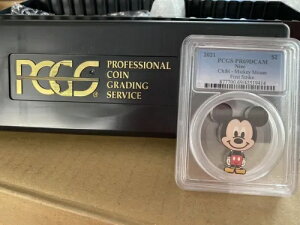 PCGS
PROFESSIONAL
COIN
GRADING
SERVICE
2021 $2
PCGS PR69DCAM
Niue
Chibi - Mickey Mouse
First Strike